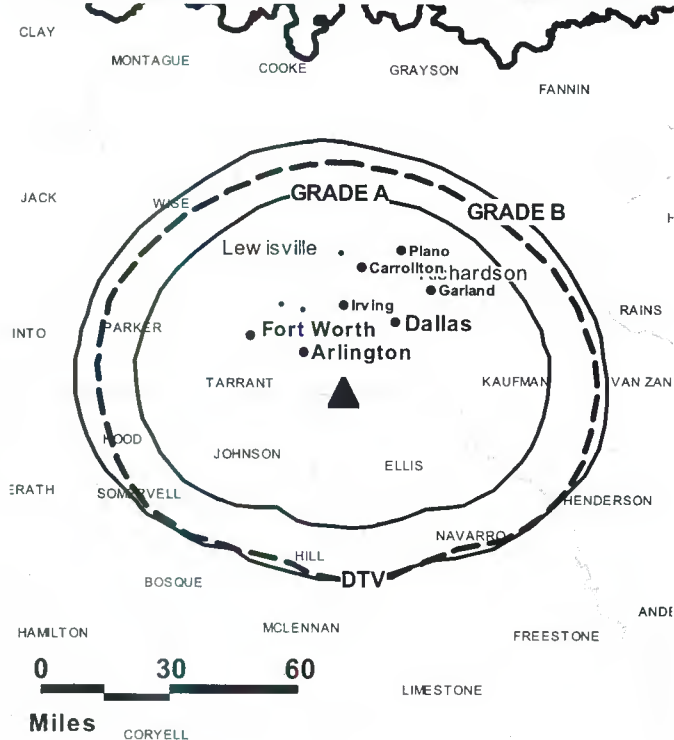 CLAY
MONTAGUE
COOKE
GRAYSON
FANNIN
JACK
WISE
GRADE A
GRADE B
H
Lewisville
Plano
Carrollton
Richardson
Garland
Irving
RAINS
INTO
PARKER
Fort Worth
Dallas
Arlington
TARRANT
KAUFMAN
VAN ZAN
HOOD
JOHNSON
ELLIS
ERATH
SOMERVELL
HENDERSON
NAVARRO
HILL
BOSQUE
DTV
ANDE
HAMILTON
MCLENNAN
FREESTONE
0 30 60
LIMESTONE
Miles
CORYELL